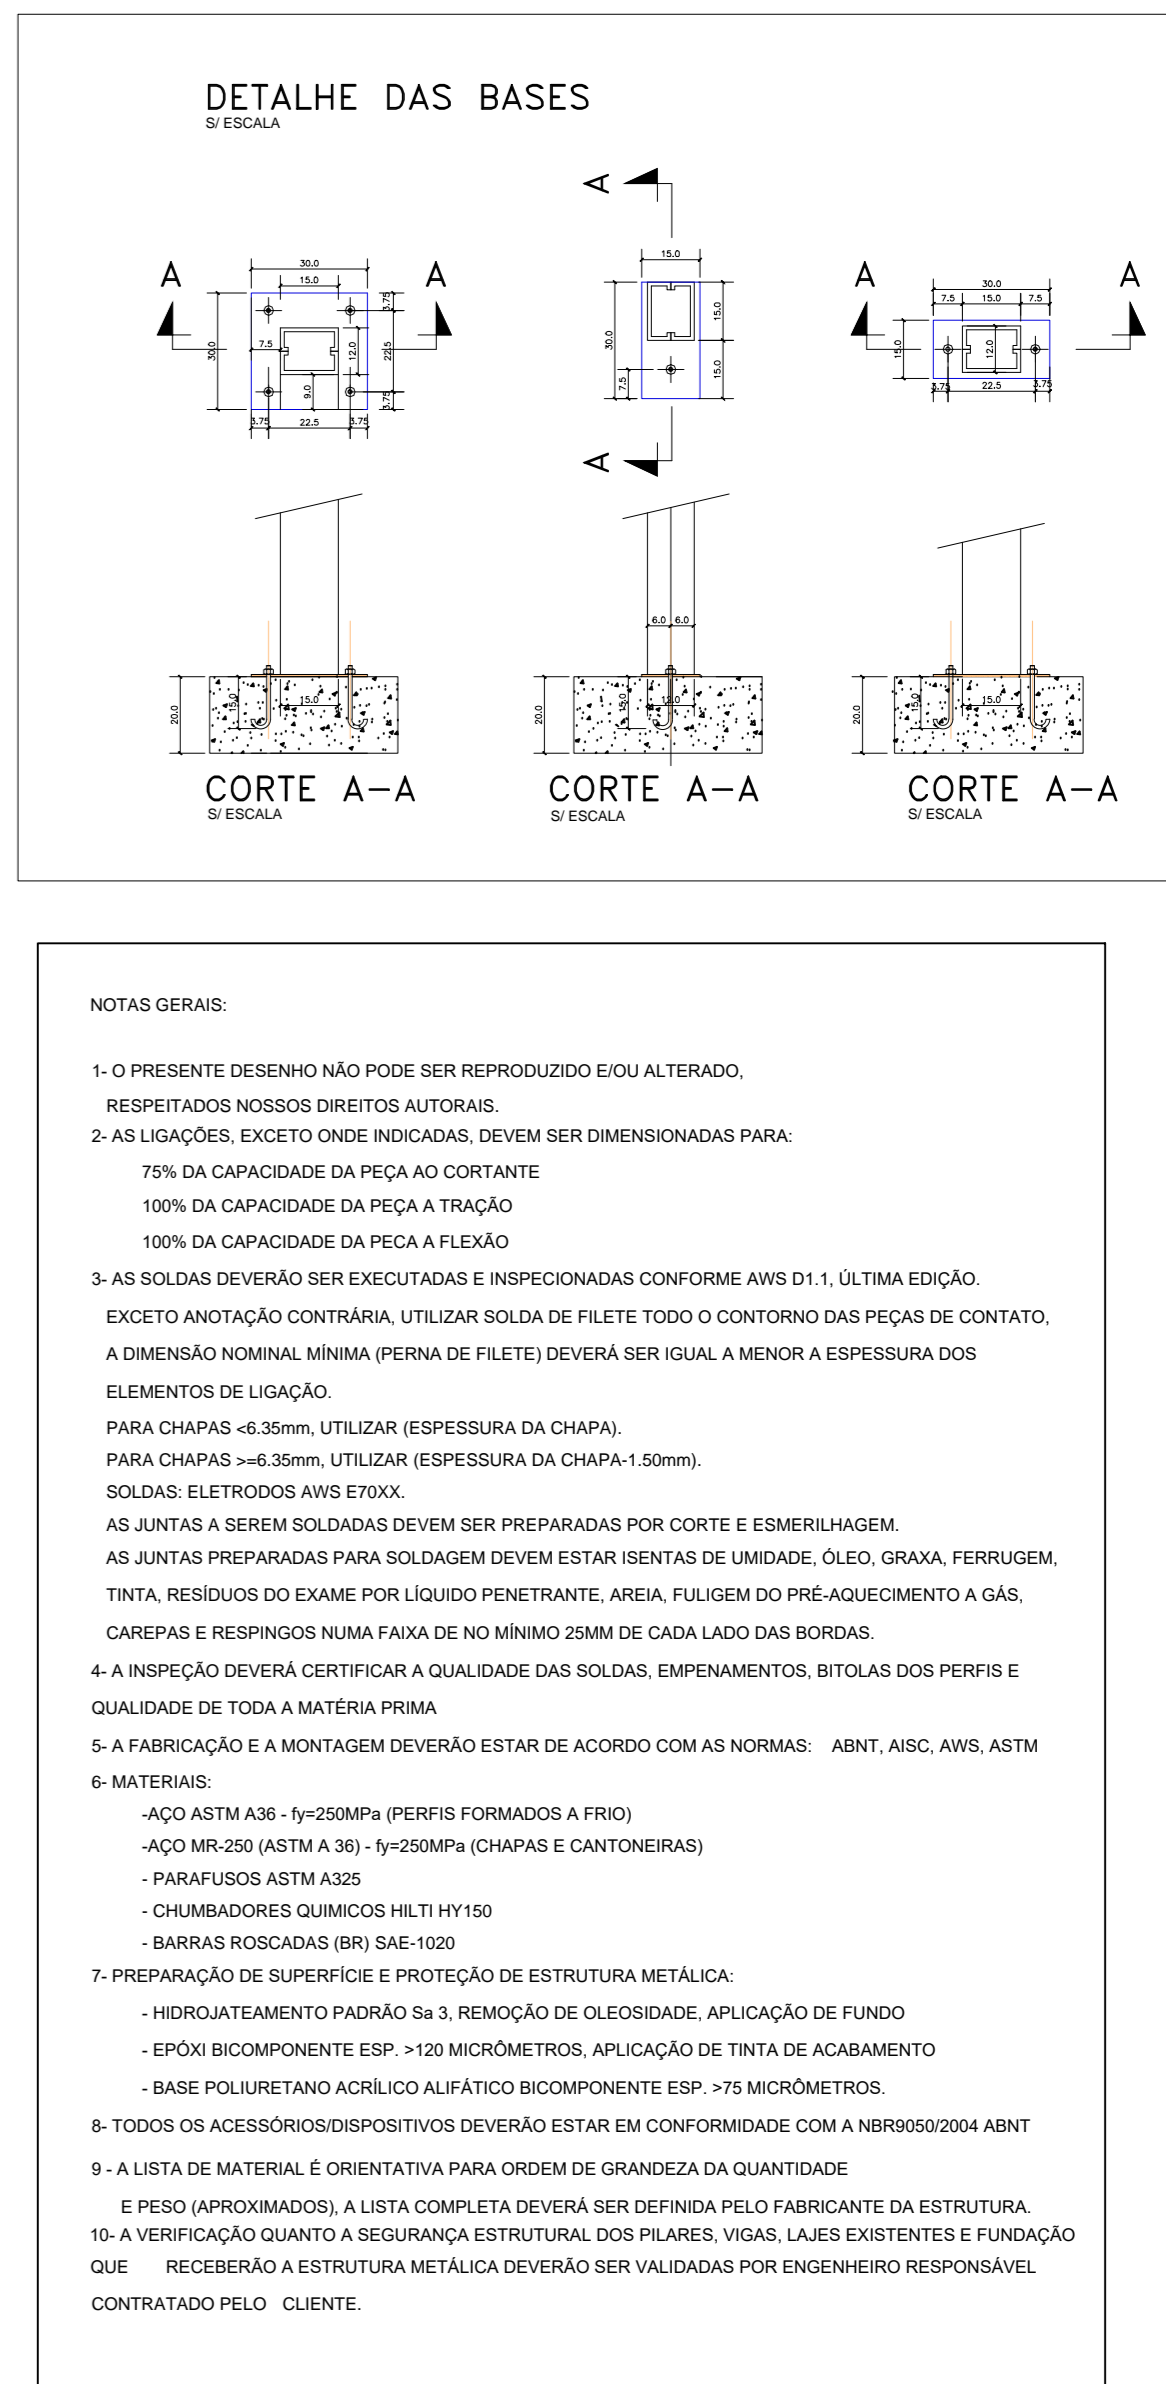 DETALHE DAS BASES
S/ ESCALA
A
A
30.0
15.0
3.75
30.0
7.5
12.0
22.5
9.0
3.75
3.75
22.5
3.75
A
15.0
30.0
15.0
15.0
7.5
A
A
A
30.0
7.5
15.0
7.5
15.0
12.0
3.75
22.5
3.75
20.0
15.0
15.0
6.0
6.0
20.0
15.0
12.0
20.0
15.0
15.0
CORTE A-A
S/ ESCALA
CORTE A-A
S/ ESCALA
CORTE A-A
S/ ESCALA
NOTAS GERAIS:
1- O PRESENTE DESENHO NÃO PODE SER REPRODUZIDO E/OU ALTERADO,
RESPEITADOS NOSSOS DIREITOS AUTORAIS.
2- AS LIGAÇÕES, EXCETO ONDE INDICADAS, DEVEM SER DIMENSIONADAS PARA:
75% DA CAPACIDADE DA PEÇA AO CORTANTE
100% DA CAPACIDADE DA PEÇA A TRAÇÃO
100% DA CAPACIDADE DA PECA A FLEXÃO
3- AS SOLDAS DEVERÃO SER EXECUTADAS E INSPECIONADAS CONFORME AWS D1.1, ÚLTIMA EDIÇÃO.
EXCETO ANOTAÇÃO CONTRÁRIA, UTILIZAR SOLDA DE FILETE TODO O CONTORNO DAS PEÇAS DE CONTATO,
A DIMENSÃO NOMINAL MÍNIMA (PERNA DE FILETE) DEVERÁ SER IGUAL A MENOR A ESPESSURA DOS
ELEMENTOS DE LIGAÇÃO.
PARA CHAPAS <6.35mm, UTILIZAR (ESPESSURA DA CHAPA).
PARA CHAPAS >=6.35mm, UTILIZAR (ESPESSURA DA CHAPA-1.50mm).
SOLDAS: ELETRODOS AWS E70XX.
AS JUNTAS A SEREM SOLDADAS DEVEM SER PREPARADAS POR CORTE E ESMERILHAGEM.
AS JUNTAS PREPARADAS PARA SOLDAGEM DEVEM ESTAR ISENTAS DE UMIDADE, ÓLEO, GRAXA, FERRUGEM,
TINTA, RESÍDUOS DO EXAME POR LÍQUIDO PENETRANTE, AREIA, FULIGEM DO PRÉ-AQUECIMENTO A GÁS,
CAREPAS E RESPINGOS NUMA FAIXA DE NO MÍNIMO 25MM DE CADA LADO DAS BORDAS.
4- A INSPEÇÃO DEVERÁ CERTIFICAR A QUALIDADE DAS SOLDAS, EMPENAMENTOS, BITOLAS DOS PERFIS E
QUALIDADE DE TODA A MATÉRIA PRIMA
5- A FABRICAÇÃO E A MONTAGEM DEVERÃO ESTAR DE ACORDO COM AS NORMAS: ABNT, AISC, AWS, ASTM
6- MATERIAIS:
-AÇO ASTM A36 - fy=250MPa (PERFIS FORMADOS A FRIO)
-AÇO MR-250 (ASTM A 36) - fy=250MPa (CHAPAS E CANTONEIRAS)
- PARAFUSOS ASTM A325
- CHUMBADORES QUIMICOS HILTI HY150
- BARRAS ROSCADAS (BR) SAE-1020
7- PREPARAÇÃO DE SUPERFÍCIE E PROTEÇÃO DE ESTRUTURA METÁLICA:
- HIDROJATEAMENTO PADRÃO Sa 3, REMOÇÃO DE OLEOSIDADE, APLICAÇÃO DE FUNDO
- EPÓXI BICOMPONENTE ESP. >120 MICRÔMETROS, APLICAÇÃO DE TINTA DE ACABAMENTO
- BASE POLIURETANO ACRÍLICO ALIFÁTICO BICOMPONENTE ESP. >75 MICRÔMETROS.
8- TODOS OS ACESSÓRIOS/DISPOSITIVOS DEVERÃO ESTAR EM CONFORMIDADE COM A NBR9050/2004 ABNT
9 - A LISTA DE MATERIAL É ORIENTATIVA PARA ORDEM DE GRANDEZA DA QUANTIDADE
E PESO (APROXIMADOS), A LISTA COMPLETA DEVERÁ SER DEFINIDA PELO FABRICANTE DA ESTRUTURA.
10- A VERIFICAÇÃO QUANTO A SEGURANÇA ESTRUTURAL DOS PILARES, VIGAS, LAJES EXISTENTES E FUNDAÇÃO
QUE RECEBERÃO A ESTRUTURA METÁLICA DEVERÃO SER VALIDADAS POR ENGENHEIRO RESPONSÁVEL
CONTRATADO PELO CLIENTE.